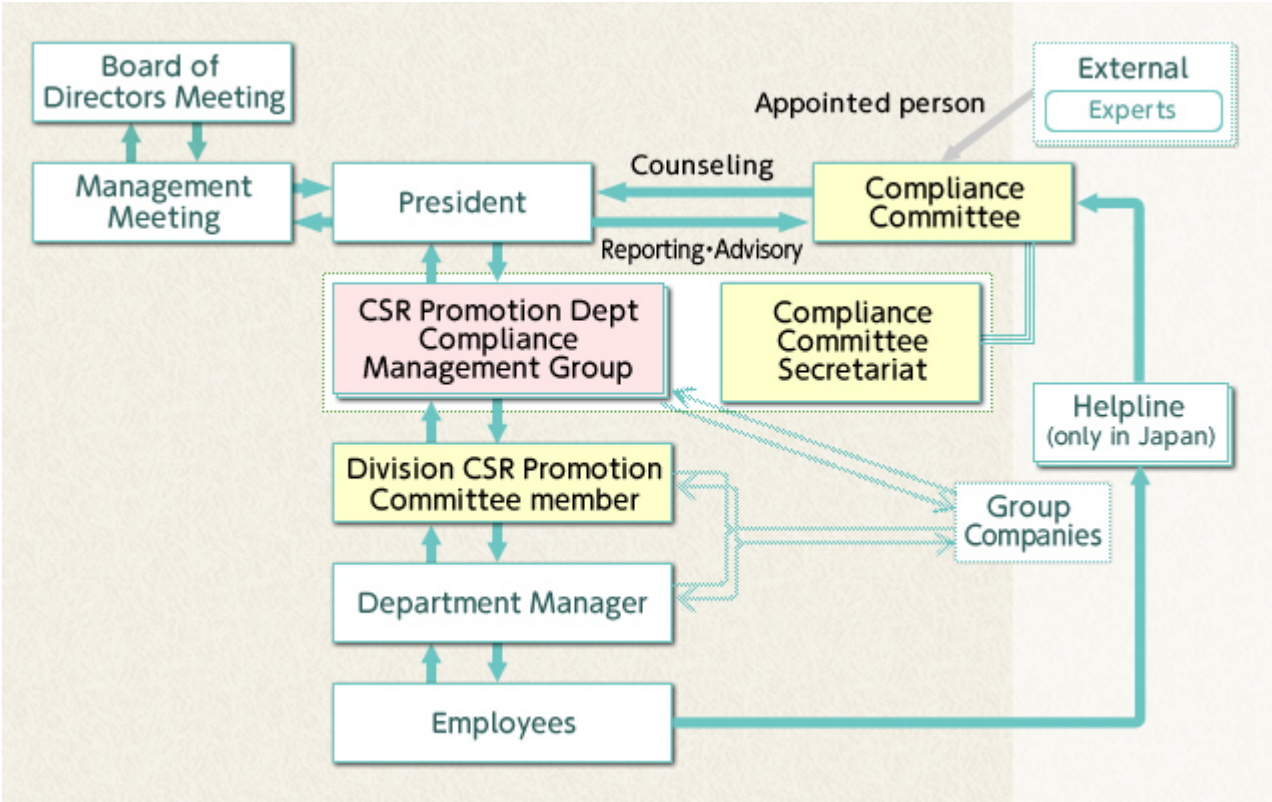 Board of
Directors Meeting
External
Experts
Appointed person
Management
Meeting
President
Counseling
Reporting・Advisory
Compliance
Committee
CSR Promotion Dept
Compliance
Management Group
Compliance
Committee
Secretariat
Helpline
(only in Japan)
Division CSR Promotion
Committee member
Group
Companies
Department Manager
Employees